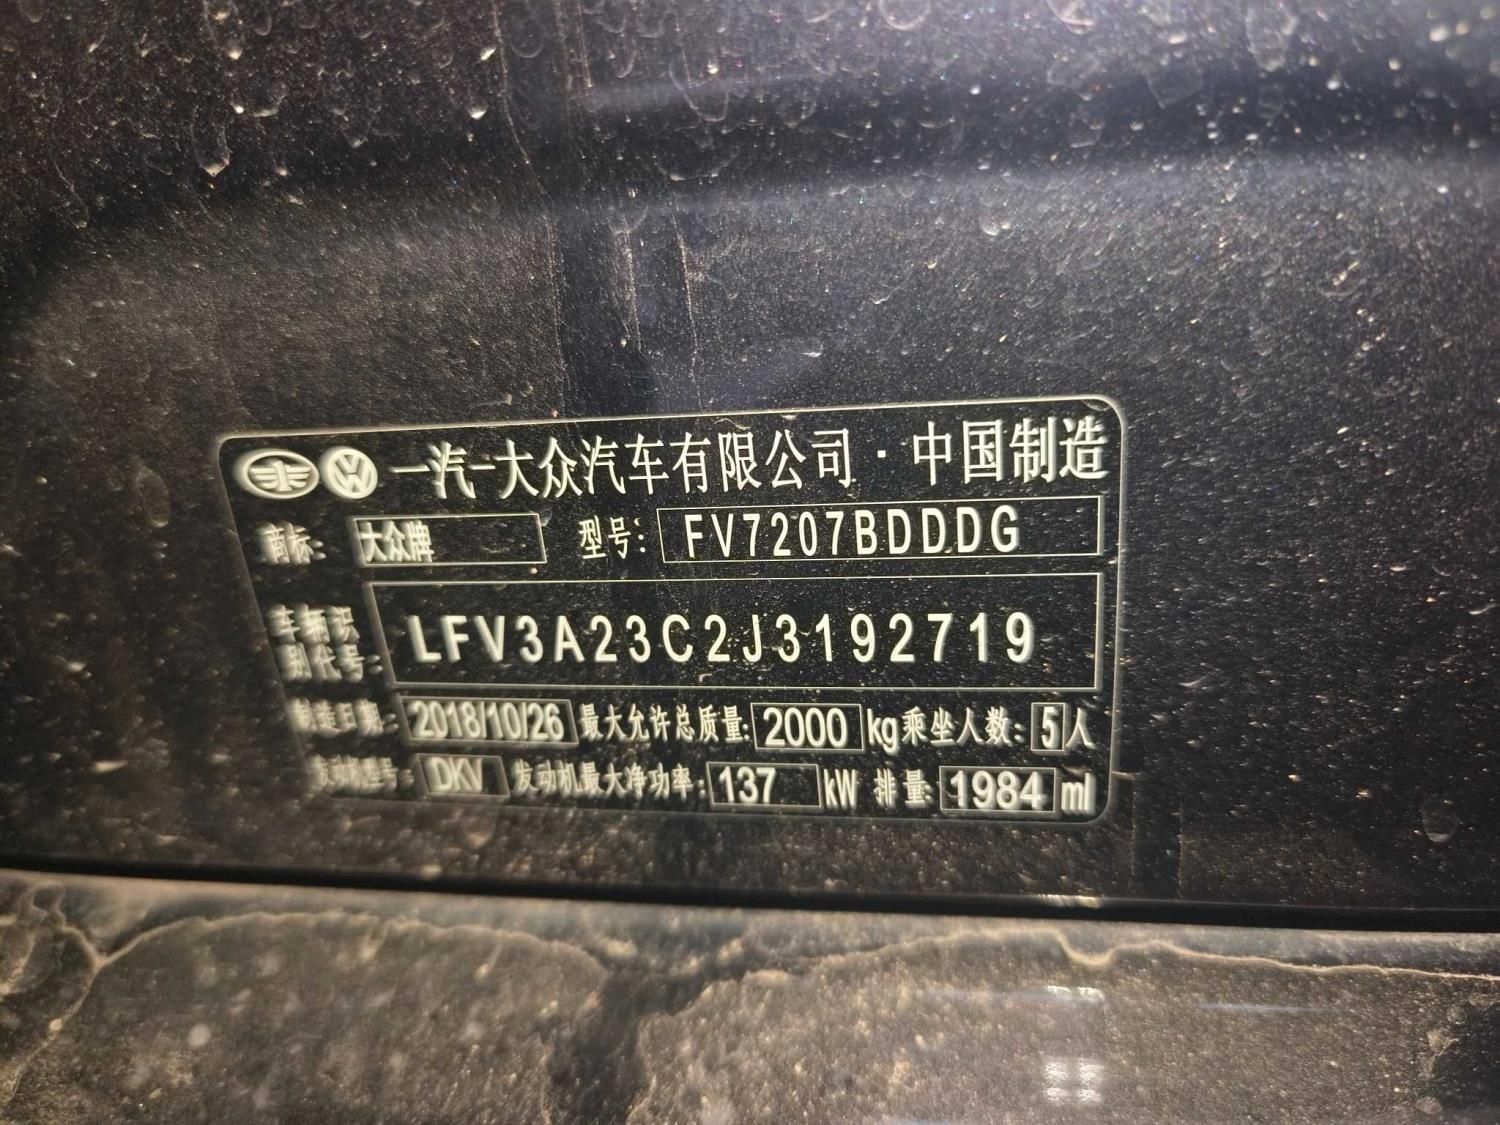 一汽-大众汽车有限公司·中国制造
商标: 大众牌 型号: FV7207BDDDG
车辆识别代号: LFV3A23C2J3192719
制造日期: 2018/10/26 最大允许总质量: 2000 kg 乘坐人数: 5 人
发动机型号: DKV 发动机最大净功率: 137 kW 排量: 1984 ml